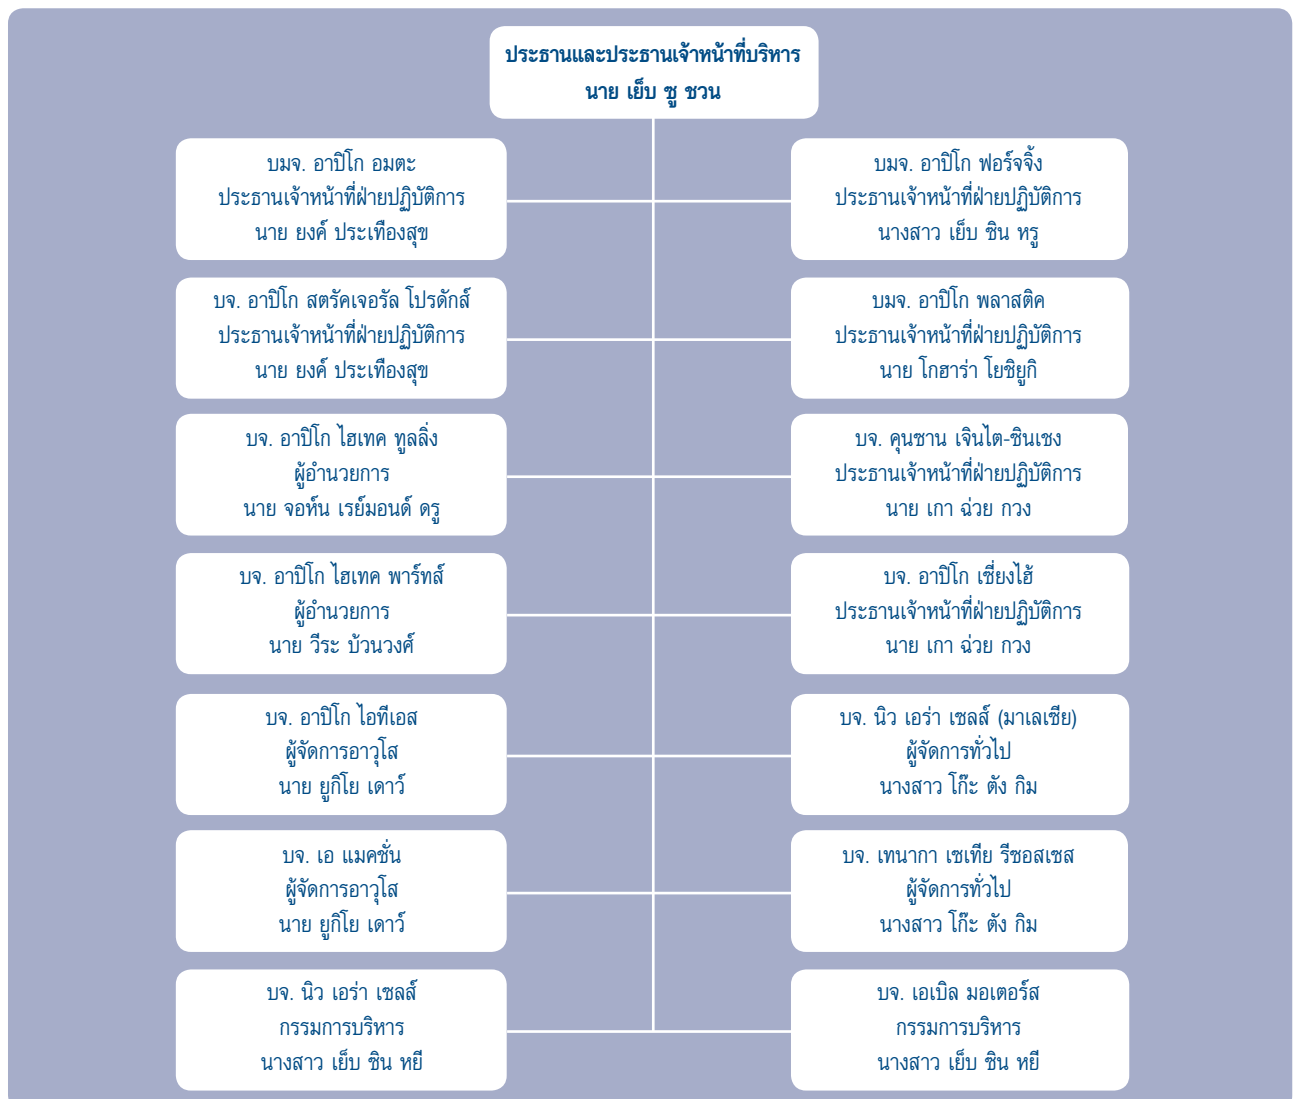 ประธานและประธานเจ้าหน้าที่บริหาร
นาย เย็บ ซู ชวน
บมจ. อาปิโก อมตะ
ประธานเจ้าหน้าที่ฝ่ายปฏิบัติการ
นาย ยงค์ ประเทืองสุข
บมจ. อาปิโก ฟอร์จจิ้ง
ประธานเจ้าหน้าที่ฝ่ายปฏิบัติการ
นางสาว เย็บ ซิน หรู
บจ. อาปิโก สตรัคเจอรัล โปรดักส์
ประธานเจ้าหน้าที่ฝ่ายปฏิบัติการ
นาย ยงค์ ประเทืองสุข
บมจ. อาปิโก พลาสติค
ประธานเจ้าหน้าที่ฝ่ายปฏิบัติการ
นาย โกฮาร่า โยชิยูกิ
บจ. อาปิโก ไฮเทค ทูลลิ่ง
ผู้อำนวยการ
นาย จอห์น เรย์มอนด์ ดรู
บจ. คุนซาน เจินไต-ซินเชง
ประธานเจ้าหน้าที่ฝ่ายปฏิบัติการ
นาย เกา ฉ่วย กวง
บจ. อาปิโก ไฮเทค พาร์ทส์
ผู้อำนวยการ
นาย วีระ บ้วนวงศ์
บจ. อาปิโก เซี่ยงไฮ้
ประธานเจ้าหน้าที่ฝ่ายปฏิบัติการ
นาย เกา ฉ่วย กวง
บจ. อาปิโก ไอทีเอส
ผู้จัดการอาวุโส
นาย ยูกิโย เดาว์
บจ. นิว เอร่า เซลส์ (มาเลเซีย)
ผู้จัดการทั่วไป
นางสาว โก๊ะ ตัง กิม
บจ. เอ แมคชั่น
ผู้จัดการอาวุโส
นาย ยูกิโย เดาว์
บจ. เทนากา เซเทีย รีซอสเซส
ผู้จัดการทั่วไป
นางสาว โก๊ะ ตัง กิม
บจ. นิว เอร่า เซลส์
กรรมการบริหาร
นางสาว เย็บ ซิน หยี
บจ. เอเบิล มอเตอร์ส
กรรมการบริหาร
นางสาว เย็บ ซิน หยี